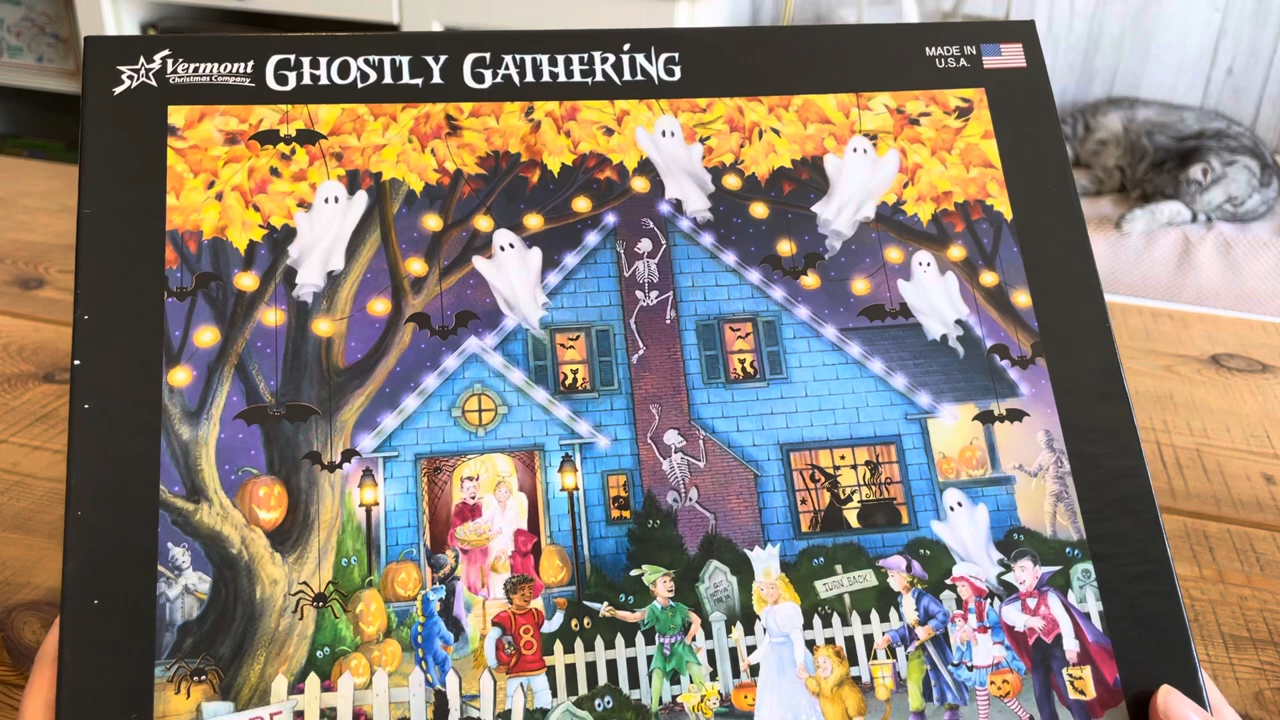 Vermont
Christmas Company
GHOSTLY GATHERING
MADE IN
U.S.A.
8
TURN BACK!